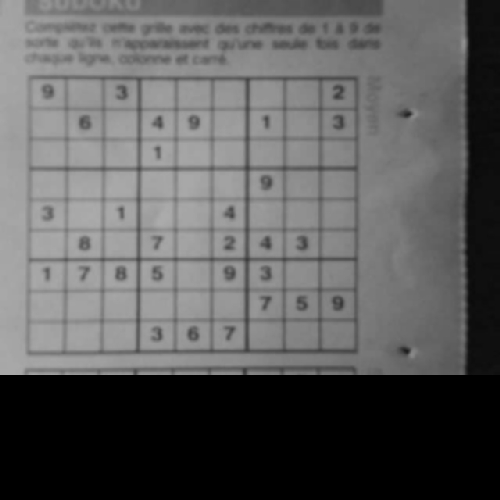 SUDOKU
Complétez cette grille avec des chiffres de 1 à 9 de
sorte qu'ils n'apparaissent qu'une seule fois dans
chaque ligne, colonne et carré.
Moyen
9 3 2
6 4 9 1 3
1
9
3 1 4
8 7 2 4 3
1 7 8 5 9 3
7 5 9
3 6 7